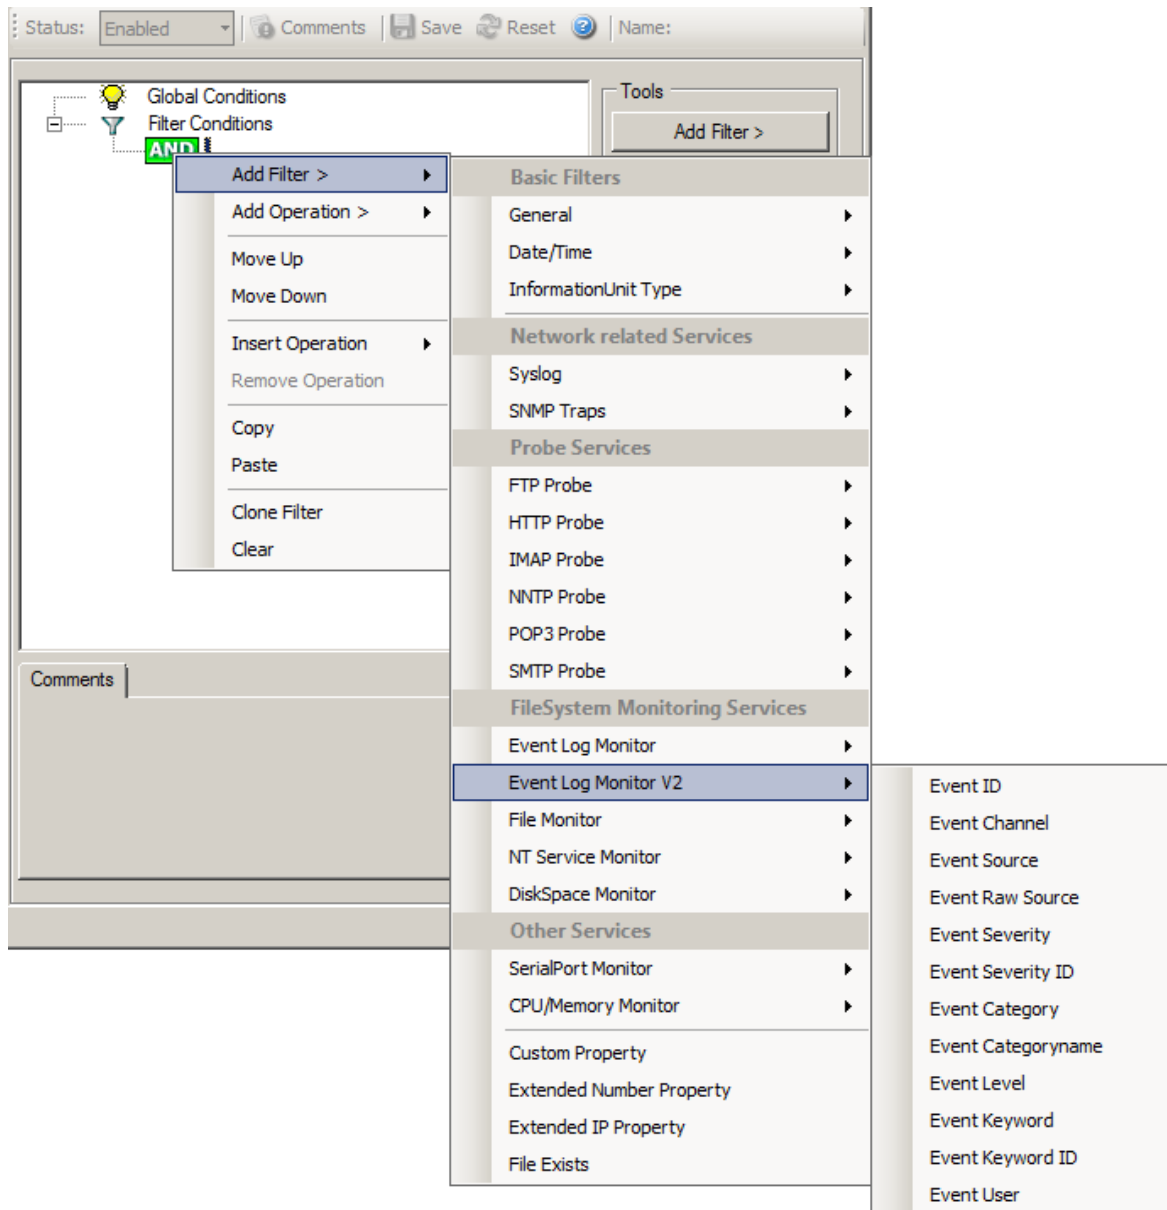 Status: Enabled Comments Save Reset Name:
Global Conditions
Filter Conditions
AND
Tools
Add Filter >
Add Filter >
Add Operation >
Move Up
Move Down
Insert Operation
Remove Operation
Copy
Paste
Clone Filter
Clear
Basic Filters
General
Date/Time
InformationUnit Type
Network related Services
Syslog
SNMP Traps
Probe Services
FTP Probe
HTTP Probe
IMAP Probe
NNTP Probe
POP3 Probe
SMTP Probe
FileSystem Monitoring Services
Event Log Monitor
Event Log Monitor V2
File Monitor
NT Service Monitor
DiskSpace Monitor
Other Services
SerialPort Monitor
CPU/Memory Monitor
Custom Property
Extended Number Property
Extended IP Property
File Exists
Event ID
Event Channel
Event Source
Event Raw Source
Event Severity
Event Severity ID
Event Category
Event Categoryname
Event Level
Event Keyword
Event Keyword ID
Event User
Comments